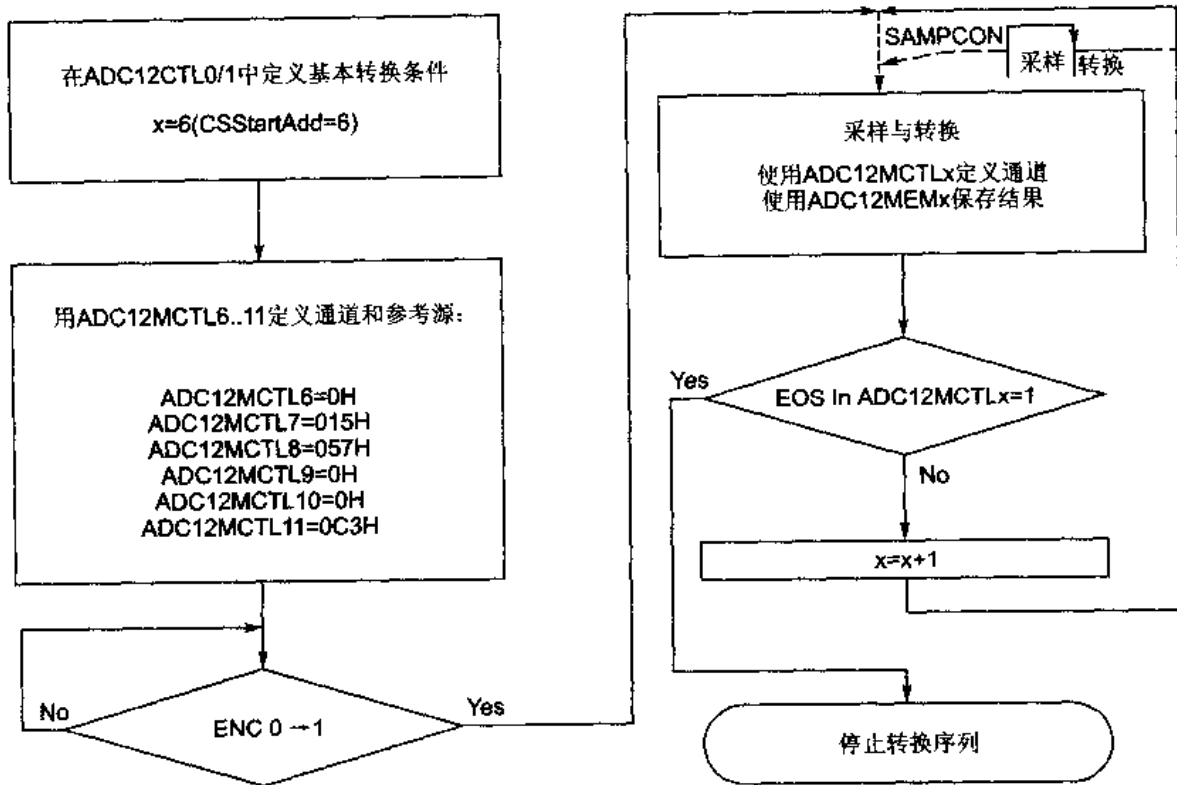 在ADC12CTL0/1中定义基本转换条件
x=6(CSStartAdd=6)
用ADC12MCTL6..11定义通道和参考源:
ADC12MCTL6=0H
ADC12MCTL7=015H
ADC12MCTL8=057H
ADC12MCTL9=0H
ADC12MCTL10=0H
ADC12MCTL11=0C3H
No
ENC 0→1
Yes
SAMPCON
采样
转换
采样与转换
使用ADC12MCTLx定义通道
使用ADC12MEMx保存结果
Yes
EOS In ADC12MCTLx=1
No
x=x+1
停止转换序列